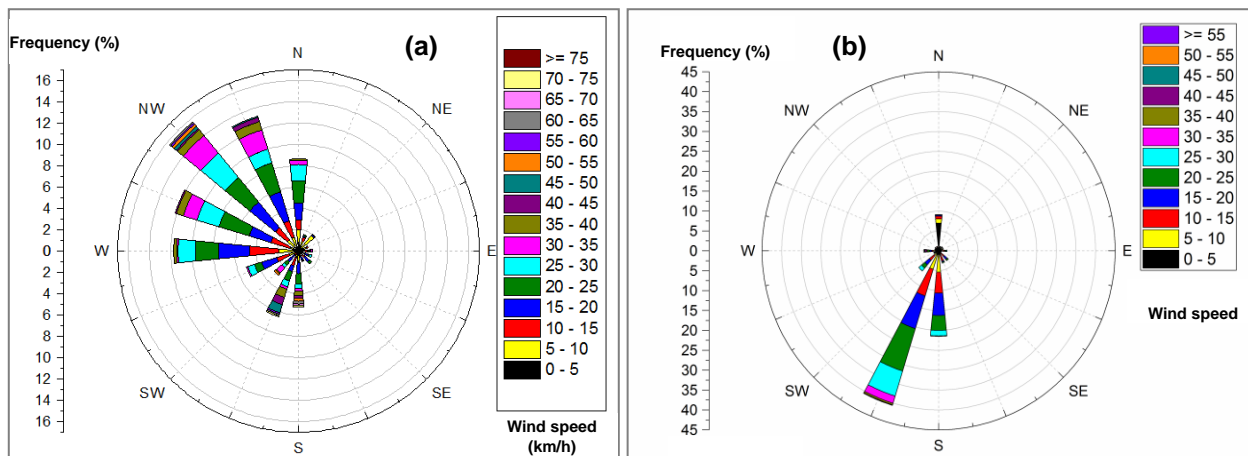 Frequency (%)
(a)
16
14
12
10
8
6
4
2
0
2
4
6
8
10
12
14
16
N
NE
E
SE
S
SW
W
NW
>= 75
70 - 75
65 - 70
60 - 65
55 - 60
50 - 55
45 - 50
40 - 45
35 - 40
30 - 35
25 - 30
20 - 25
15 - 20
10 - 15
5 - 10
0 - 5
Wind speed
(km/h)
Frequency (%)
(b)
45
40
35
30
25
20
15
10
5
0
5
10
15
20
25
30
35
40
45
N
NE
E
SE
S
SW
W
NW
>= 55
50 - 55
45 - 50
40 - 45
35 - 40
30 - 35
25 - 30
20 - 25
15 - 20
10 - 15
5 - 10
0 - 5
Wind speed